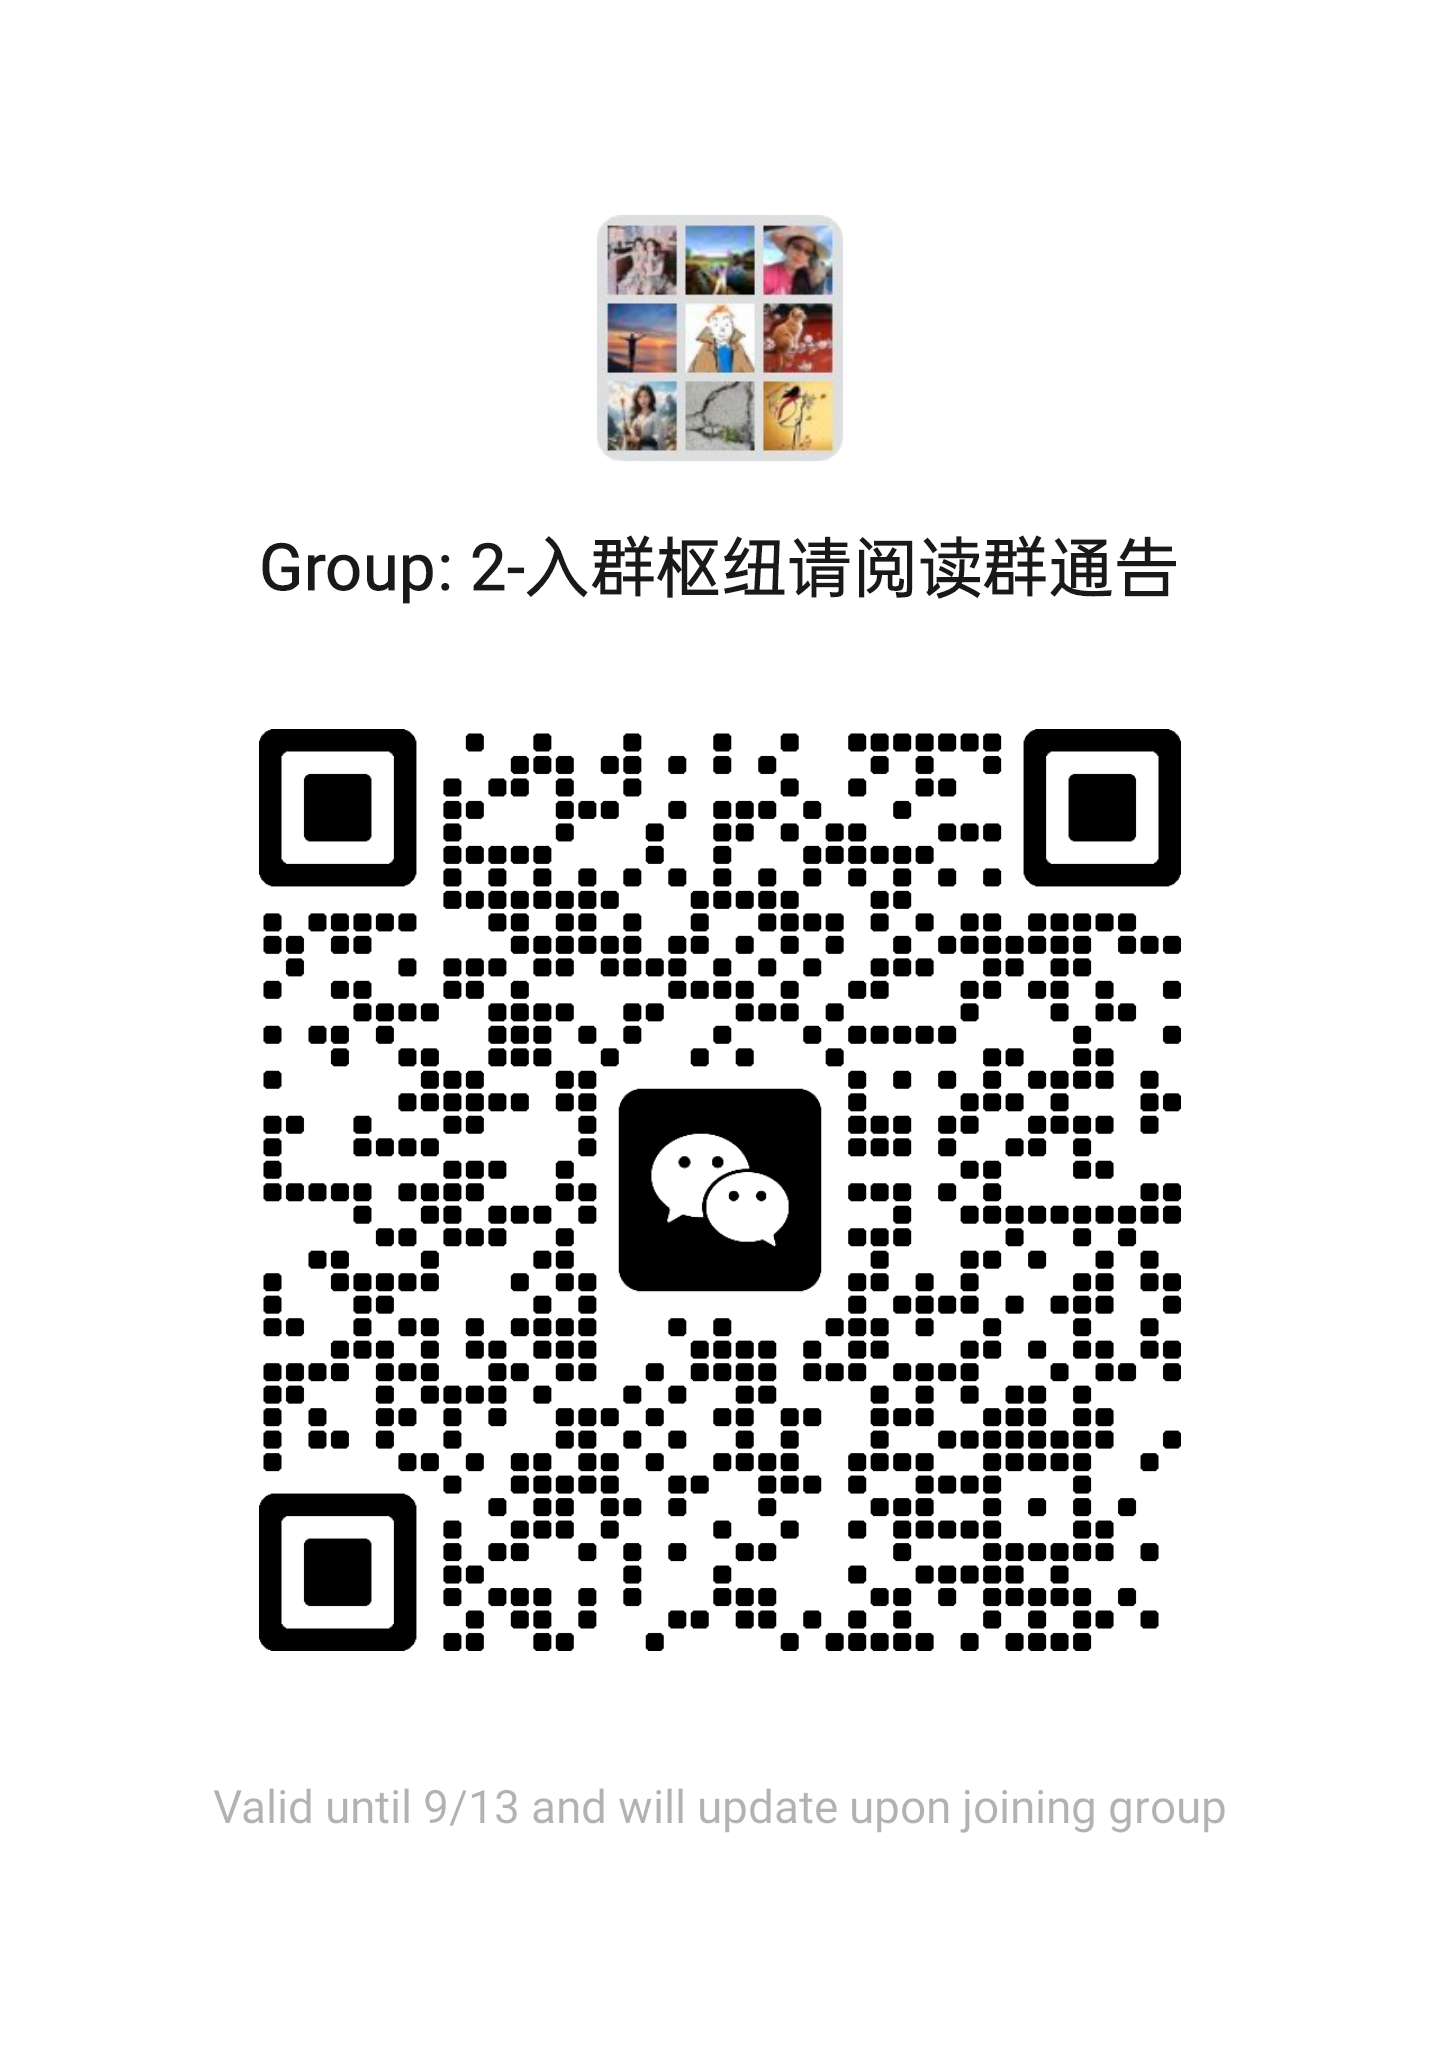 Group: 2-入群枢纽请阅读群通告
Valid until 9/13 and will update upon joining group